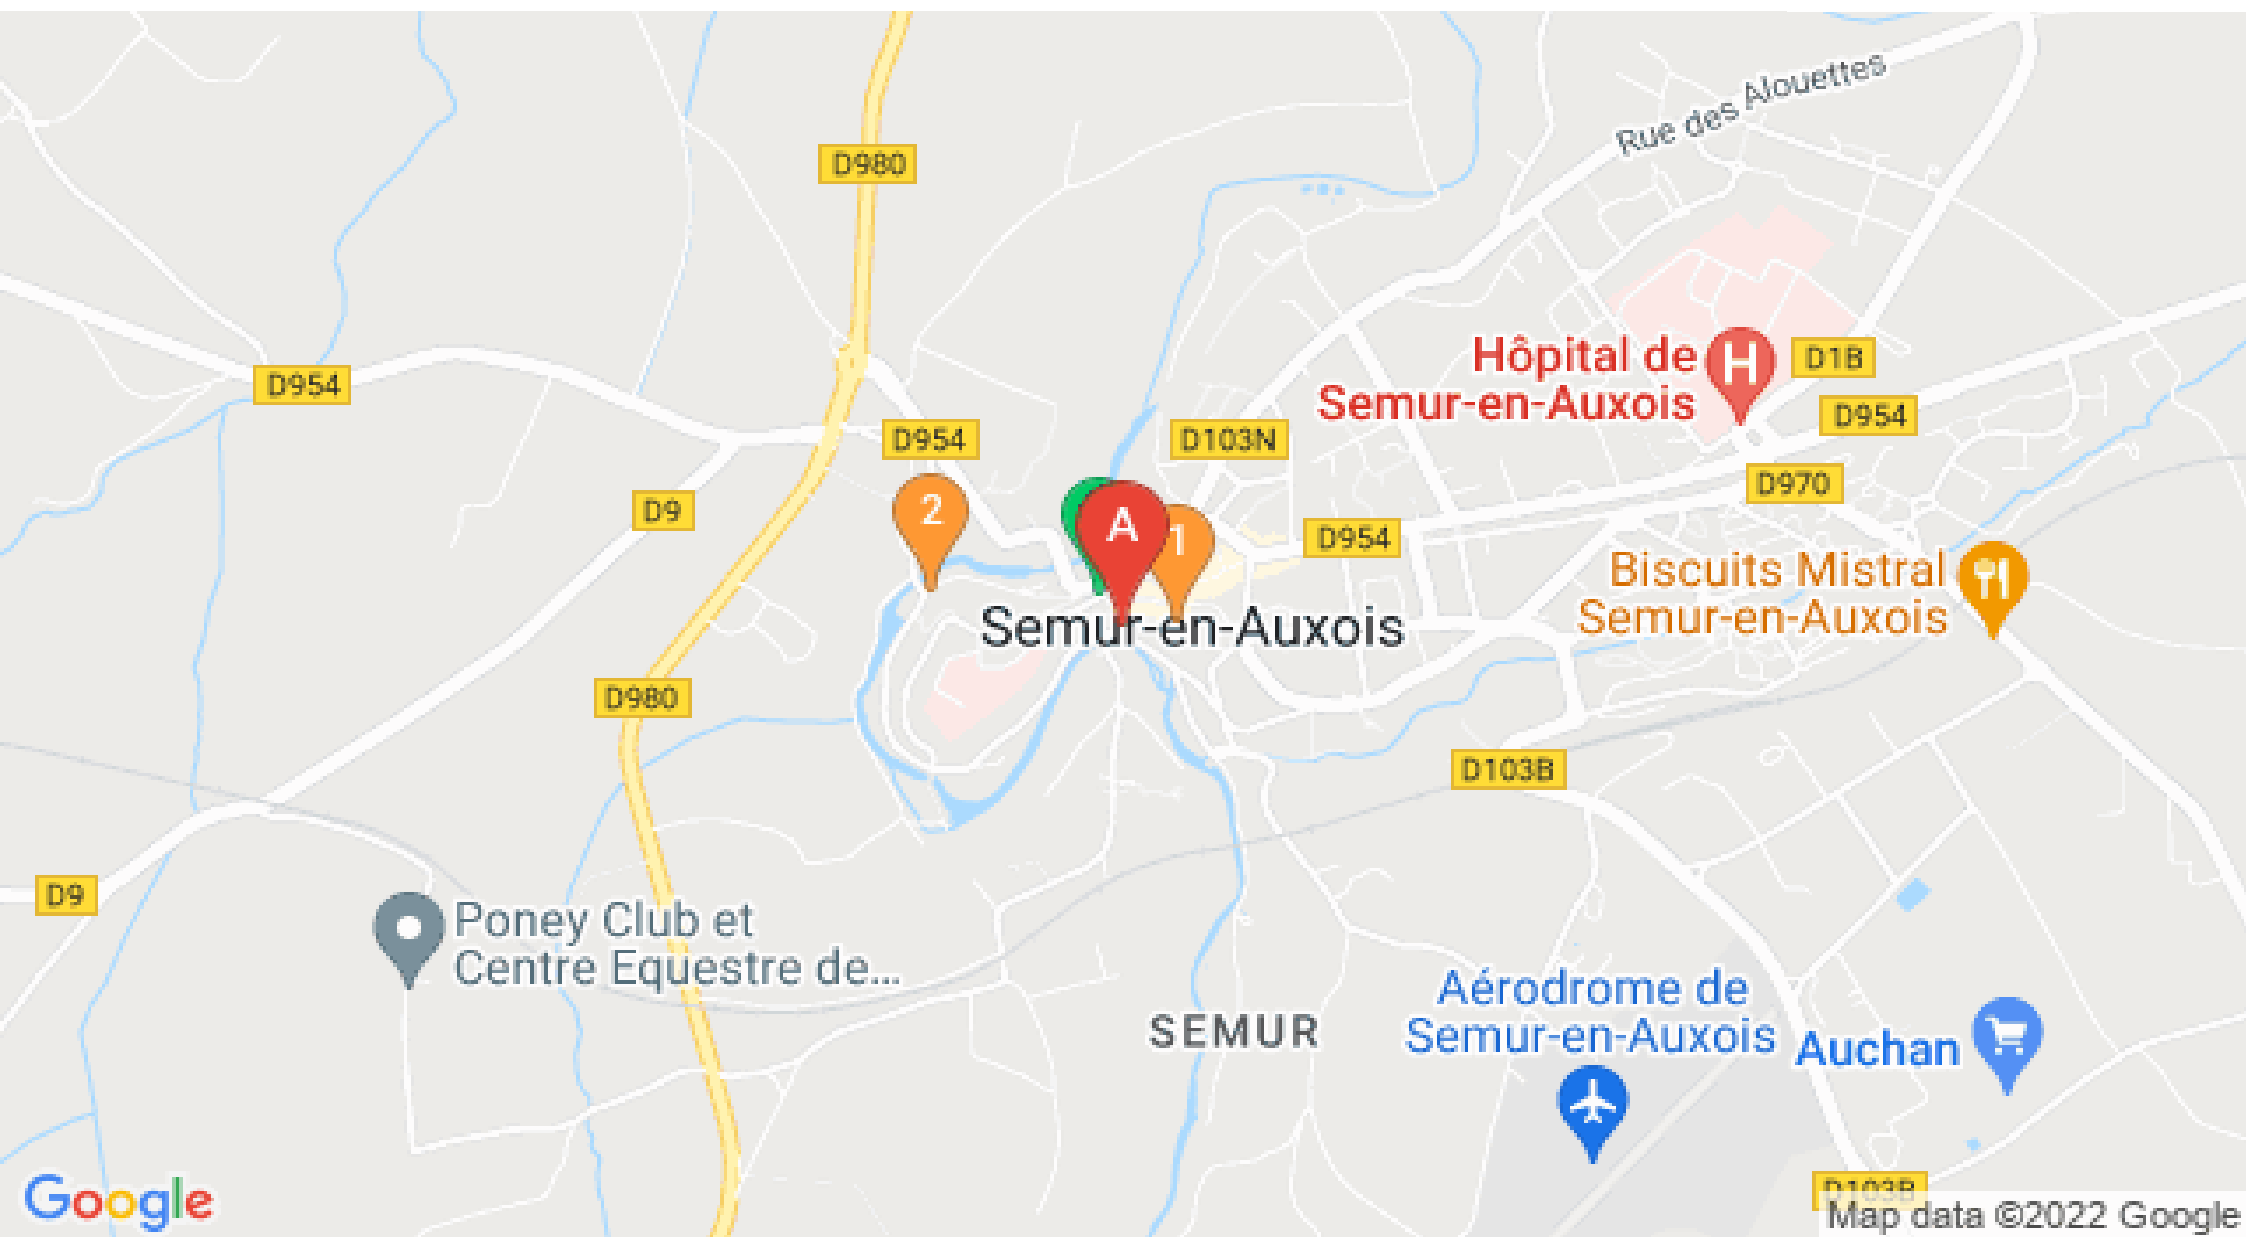 Rue des Alouettes
D980
Hôpital de
Semur-en-Auxois
H
D1B
D954
D954
D954
D103N
D970
2
A
1
D9
D954
Biscuits Mistral
Semur-en-Auxois
Semur-en-Auxois
D980
D103B
D9
Poney Club et
Centre Equestre de...
Aérodrome de
Semur-en-Auxois
SEMUR
Auchan
D103B
Google
Map data ©2022 Google